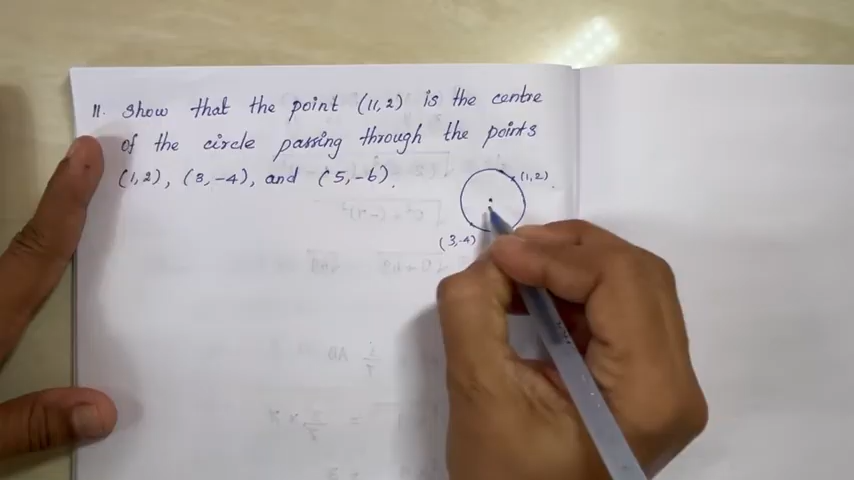 11. Show that the point (11,2) is the centre
of the circle passing through the points
(1,2), (3,-4), and (5,-6).
(1,2)
(3,-4)